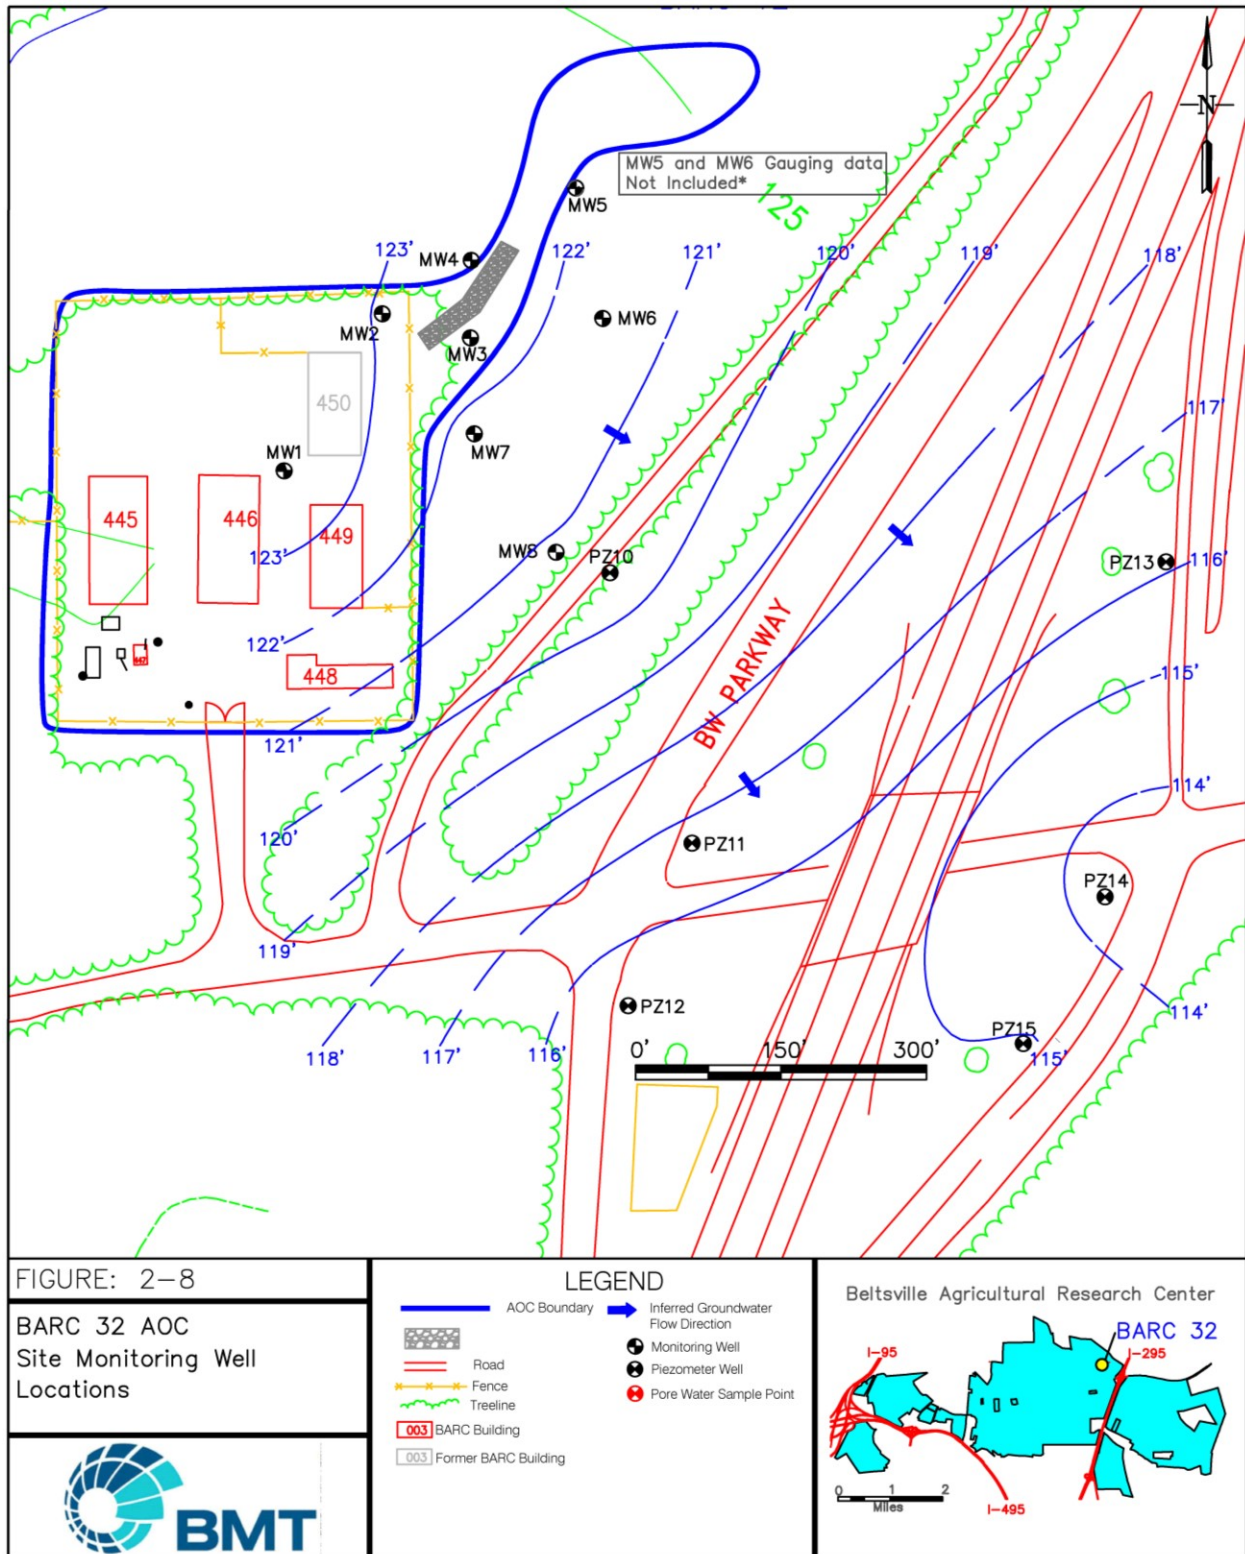 N
MW5 and MW6 Gauging data
Not Included*
125
MW5
123'
MW4
122'
121'
120'
119'
118'
MW2
MW6
MW3
450
117'
MW7
MW1
445
446
449
123'
MW8
PZ10
PZ13
116'
122'
448
115'
BW PARKWAY
121'
114'
120'
PZ11
PZ14
119'
PZ12
114'
118'
117'
116'
PZ15
115'
0'
150'
300'
FIGURE: 2-8
BARC 32 AOC
Site Monitoring Well
Locations
BMT
LEGEND
AOC Boundary
Road
Fence
Treeline
003 BARC Building
003 Former BARC Building
Inferred Groundwater
Flow Direction
Monitoring Well
Piezometer Well
Pore Water Sample Point
Beltsville Agricultural Research Center
BARC 32
I-95
I-295
0 1 2
Miles
I-495